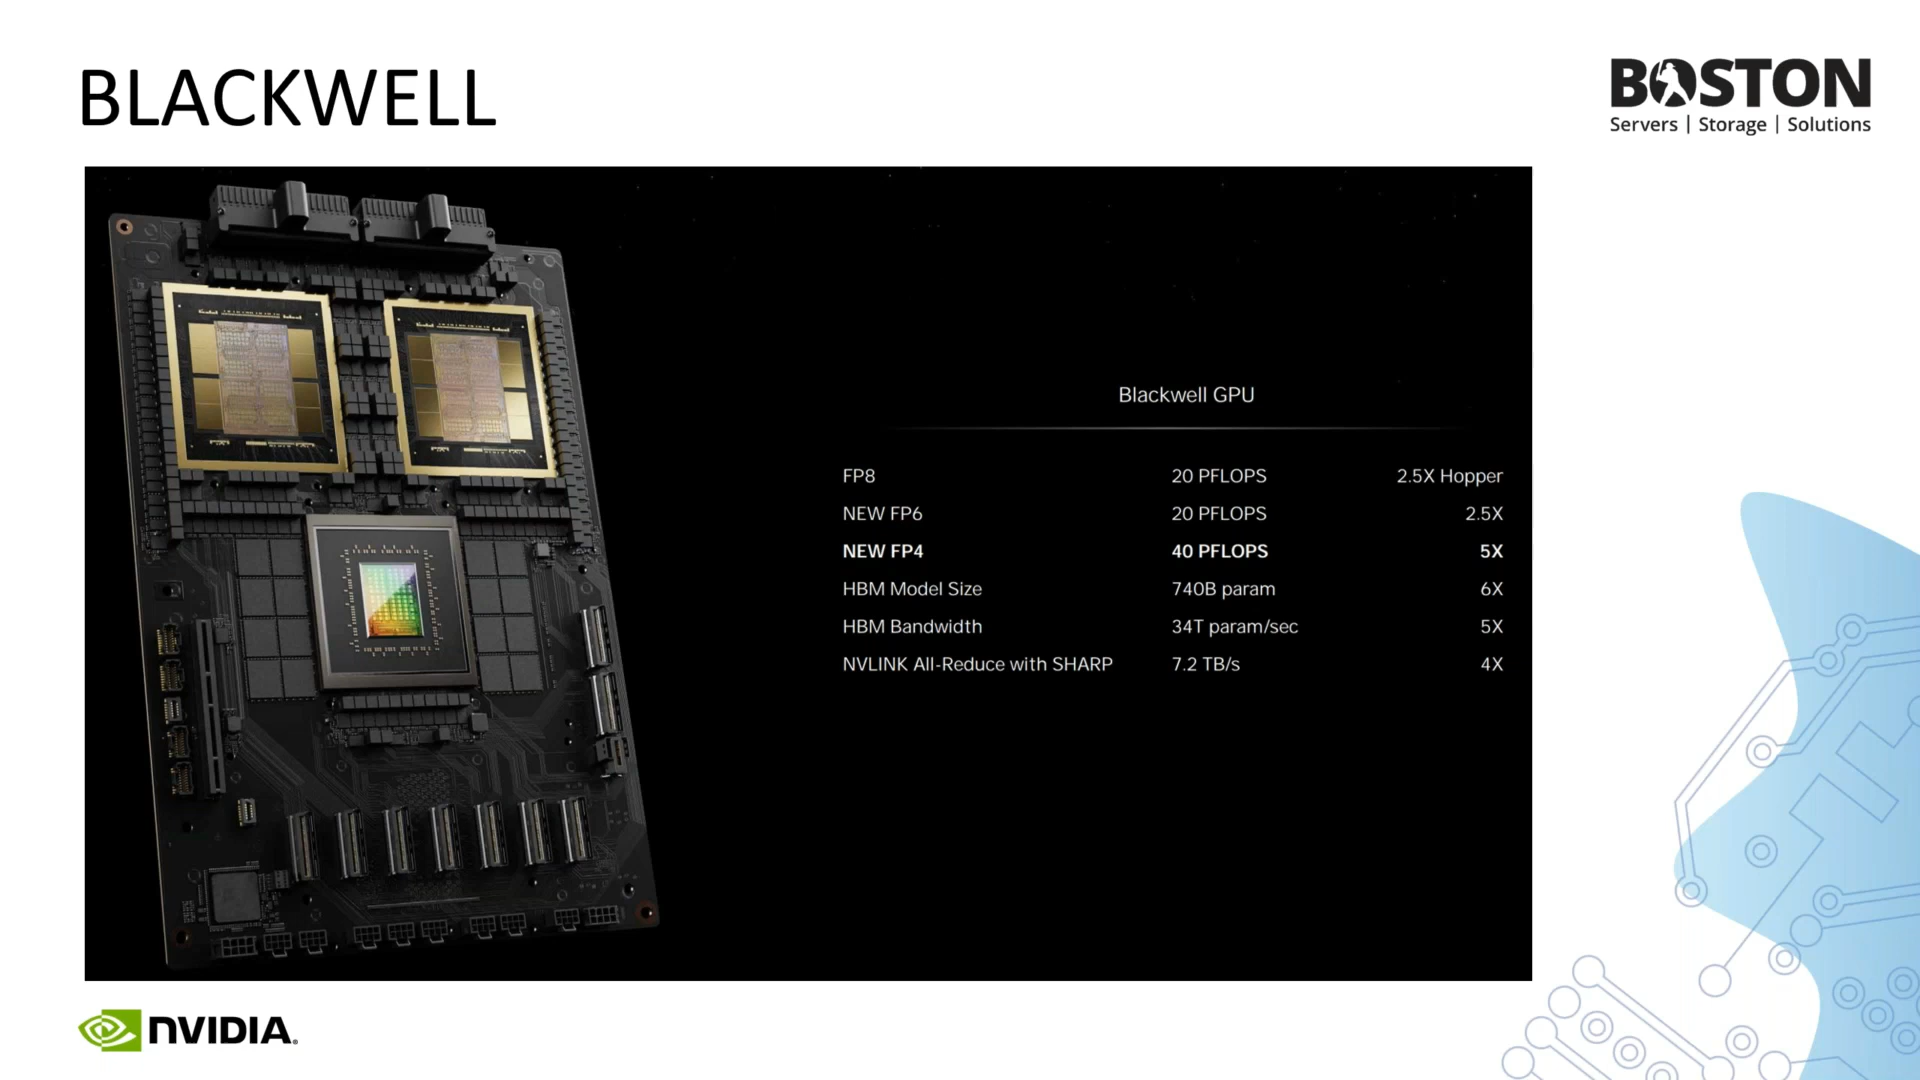 BLACKWELL
BOSTON
Servers | Storage | Solutions
Blackwell GPU
FP8 20 PFLOPS 2.5X Hopper
NEW FP6 20 PFLOPS 2.5X
NEW FP4 40 PFLOPS 5X
HBM Model Size 740B param 6X
HBM Bandwidth 34T param/sec 5X
NVLINK All-Reduce with SHARP 7.2 TB/s 4X
NVIDIA.